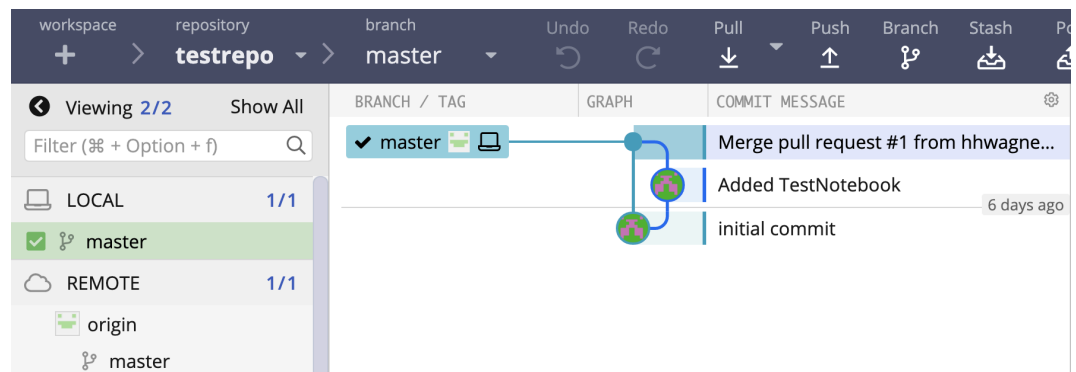 workspace repository branch Undo Redo Pull Push Branch Stash
testrepo master
Viewing 2/2 Show All
BRANCH / TAG GRAPH COMMIT MESSAGE
Filter (⌘ + Option + f)
master Merge pull request #1 from hhwagne...
Added TestNotebook
LOCAL 1/1
6 days ago
master
initial commit
REMOTE 1/1
origin
master